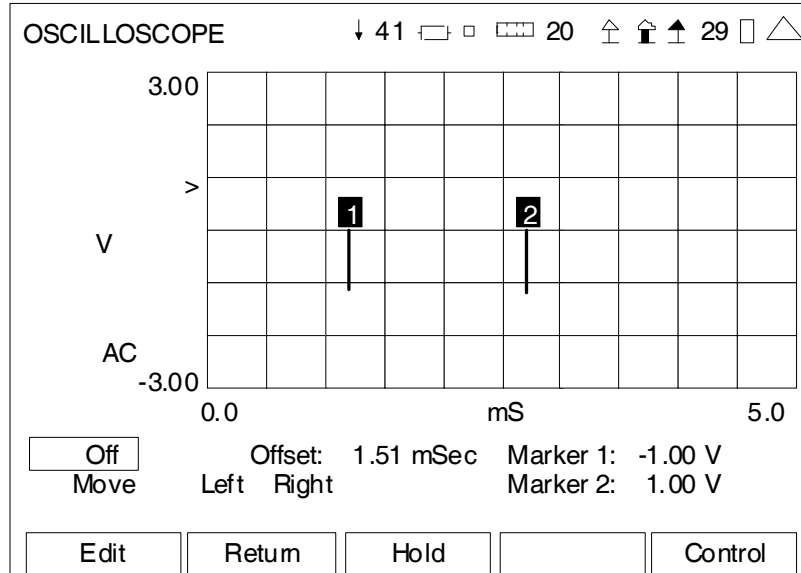 OSCILLOSCOPE ↓ 41 20 29
3.00
1 2
>
V
AC
-3.00
0.0 mS 5.0
Off Offset: 1.51 mSec Marker 1: -1.00 V
Move Left Right Marker 2: 1.00 V
Edit Return Hold Control